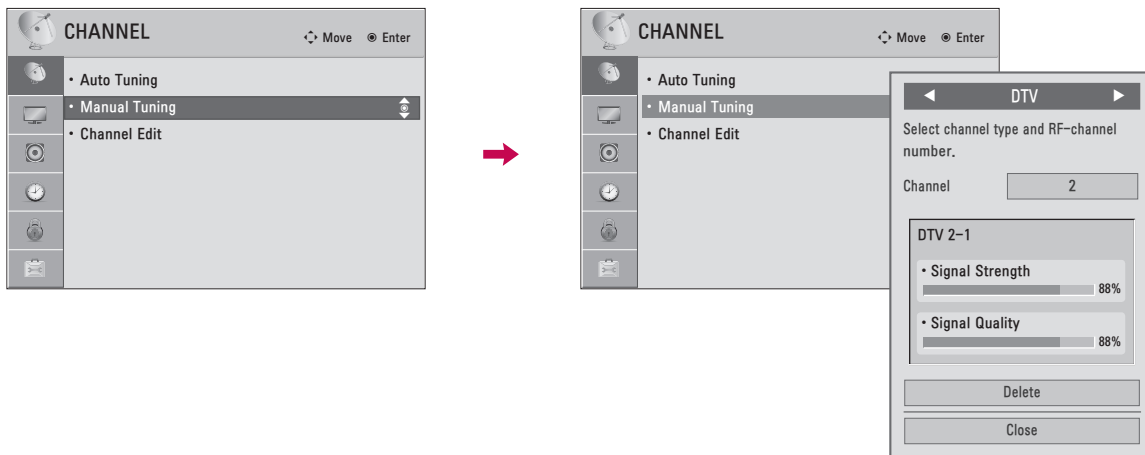 CHANNEL
Move Enter
• Auto Tuning
• Manual Tuning
• Channel Edit
CHANNEL
Move Enter
• Auto Tuning
• Manual Tuning
• Channel Edit
◀ DTV ▶
Select channel type and RF-channel
number.
Channel 2
DTV 2-1
• Signal Strength
88%
• Signal Quality
88%
Delete
Close